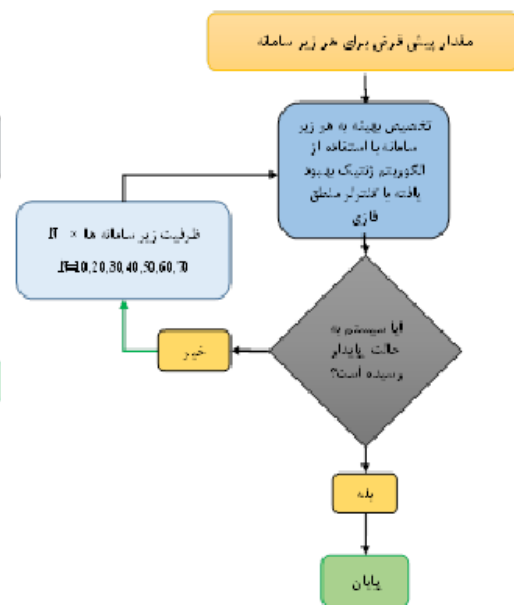 مقدار پیش فرض برای هر زیر سامانه
تخصیص بهینه به هر زیر
سامانه با استفاده از
الگوریتم ژنتیک بهبود
یافته با کنترلر منطق
فازی
ظرفیت زیر سامانه ها × N
N=10,20,30,40,50,60,70
آیا سیستم به
حالت پایدار
رسیده است؟
خیر
بله
پایان